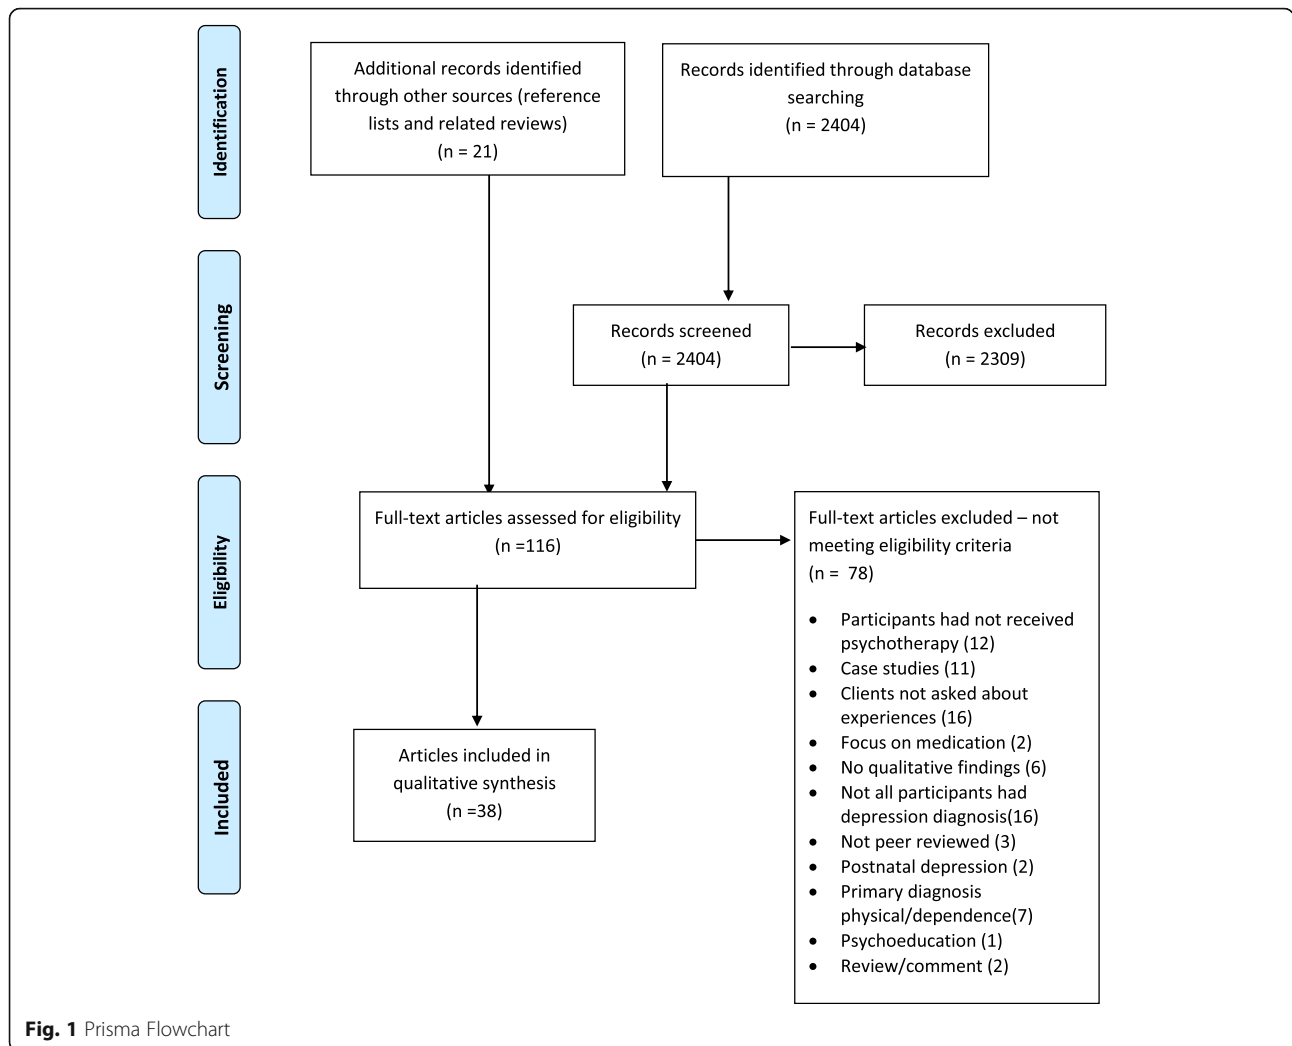 Identification
Additional records identified
through other sources (reference
lists and related reviews)
(n = 21)
Records identified through database
searching
(n = 2404)
Screening
Records screened
(n = 2404)
Records excluded
(n = 2309)
Eligibility
Full-text articles assessed for eligibility
(n =116)
Full-text articles excluded – not
meeting eligibility criteria
(n =  78)
• Participants had not received
psychotherapy (12)
• Case studies (11)
• Clients not asked about
experiences (16)
• Focus on medication (2)
• No qualitative findings (6)
• Not all participants had
depression diagnosis(16)
• Not peer reviewed (3)
• Postnatal depression (2)
• Primary diagnosis
physical/dependence(7)
• Psychoeducation (1)
• Review/comment (2)
Included
Articles included in
qualitative synthesis
(n =38)
Fig. 1 Prisma Flowchart